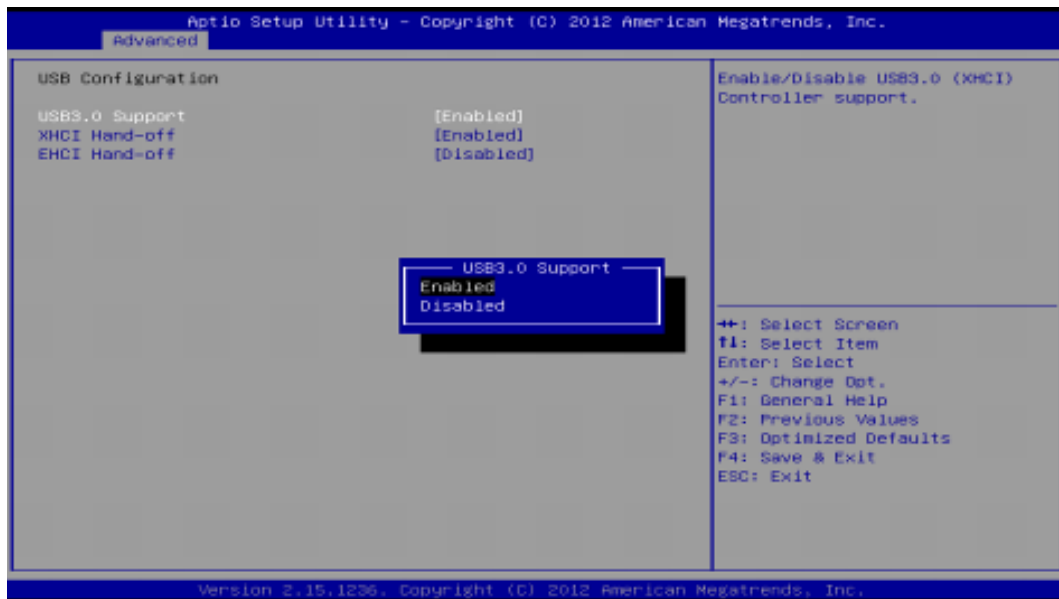 Aptio Setup Utility - Copyright (C) 2012 American Megatrends, Inc.
Advanced
USB Configuration
USB3.0 Support [Enabled]
XHCI Hand-off [Enabled]
EHCI Hand-off [Disabled]
Enable/Disable USB3.0 (XHCI)
Controller support.
USB3.0 Support
Enabled
Disabled
→←: Select Screen
↑↓: Select Item
Enter: Select
+/-: Change Opt.
F1: General Help
F2: Previous Values
F3: Optimized Defaults
F4: Save & Exit
ESC: Exit
Version 2.15.1236. Copyright (C) 2012 American Megatrends, Inc.